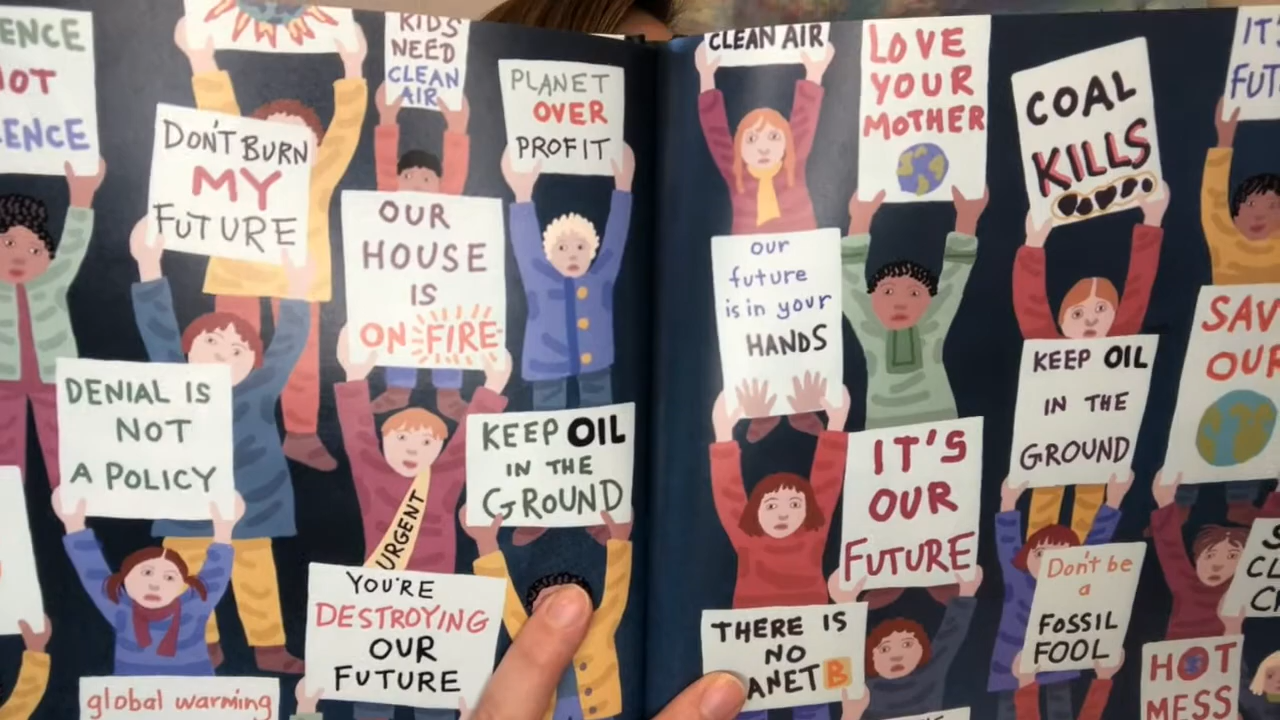 ENCE
NOT
ENCE
DON'T BURN
MY
FUTURE
KIDS
NEED
CLEAN
AIR
PLANET
OVER
PROFIT
OUR
HOUSE
IS
ON FIRE
DENIAL IS
NOT
A POLICY
URGENT
KEEP OIL
IN THE
GROUND
YOU'RE
DESTROYING
OUR
FUTURE
global warming
CLEAN AIR
LOVE
YOUR
MOTHER
COAL
KILLS
IT'S
FUT
our
future
is in your
HANDS
KEEP OIL
IN THE
GROUND
SAV
OUR
IT'S
OUR
FUTURE
THERE IS
NO
ANET B
Don't be
a
FOSSIL
FOOL
S
CL
C
HOT
MESS